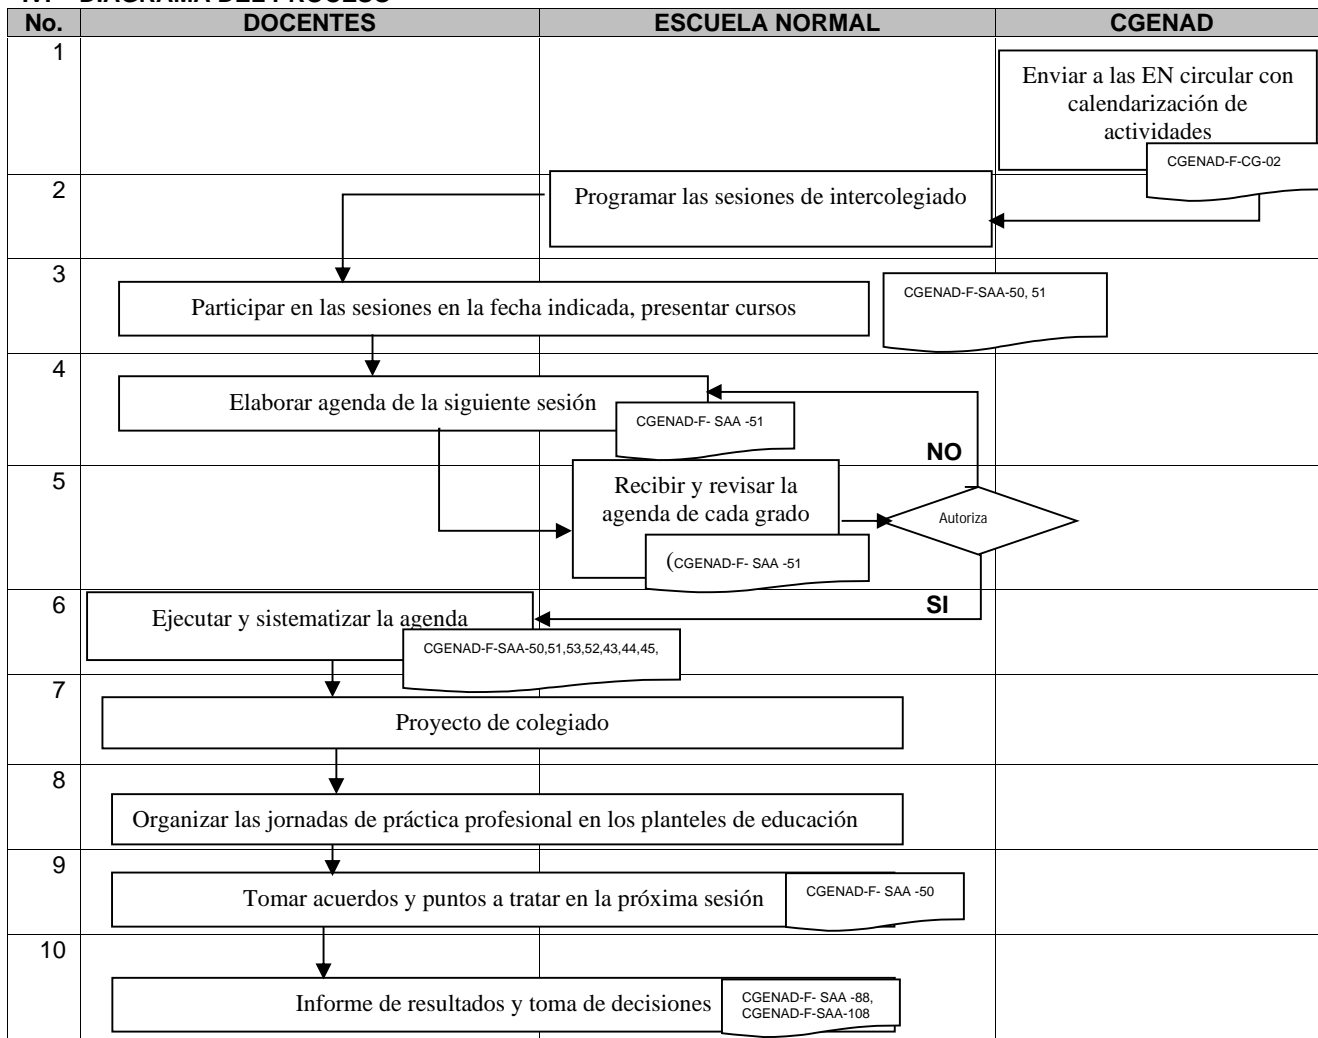 IV. DIAGRAMA DEL PROCESO
No. DOCENTES ESCUELA NORMAL CGENAD
1
Enviar a las EN circular con
calendarización de
actividades
CGENAD-F-CG-02
2
Programar las sesiones de intercolegiado
3
Participar en las sesiones en la fecha indicada, presentar cursos
CGENAD-F-SAA-50, 51
4
Elaborar agenda de la siguiente sesión
CGENAD-F- SAA -51
NO
5
Recibir y revisar la
agenda de cada grado
Autoriza
(CGENAD-F- SAA -51
6
Ejecutar y sistematizar la agenda
SI
CGENAD-F-SAA-50,51,53,52,43,44,45,
7
Proyecto de colegiado
8
Organizar las jornadas de práctica profesional en los planteles de educación
9
Tomar acuerdos y puntos a tratar en la próxima sesión
CGENAD-F- SAA -50
10
Informe de resultados y toma de decisiones
CGENAD-F- SAA -88,
CGENAD-F-SAA-108